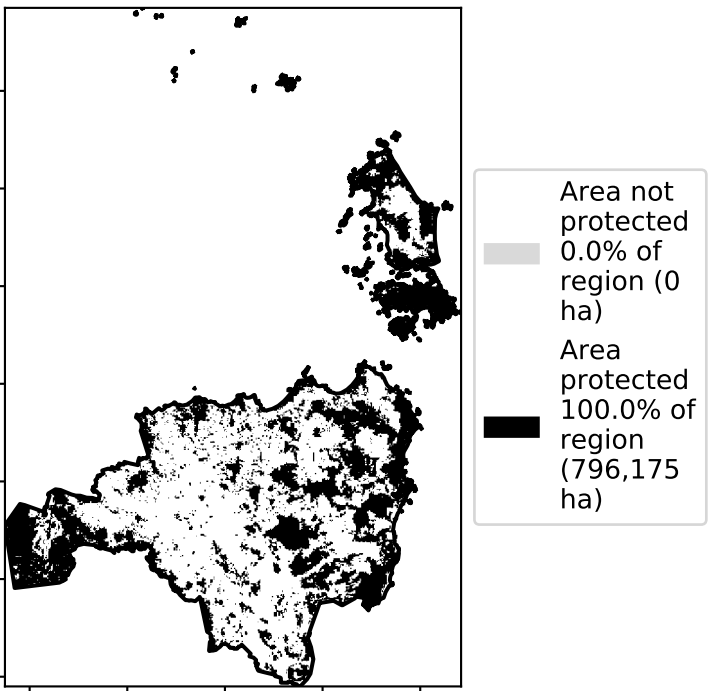 Area not
protected
0.0% of
region (0
ha)
Area
protected
100.0% of
region
(796,175
ha)